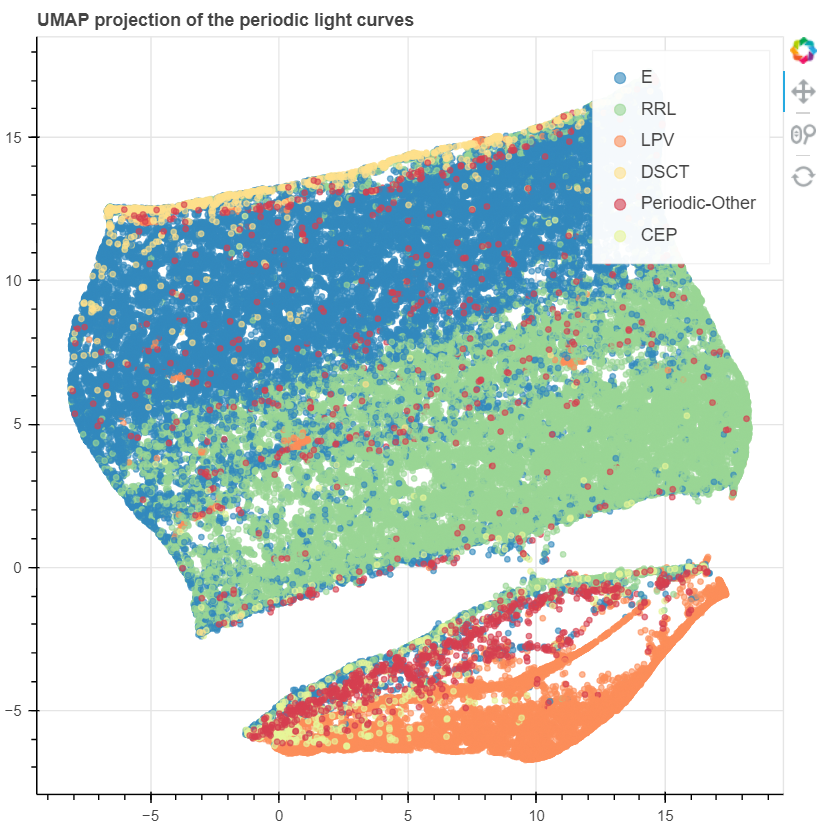 UMAP projection of the periodic light curves
E
RRL
LPV
DSCT
Periodic-Other
CEP
15
10
5
0
−5
−5
0
5
10
15